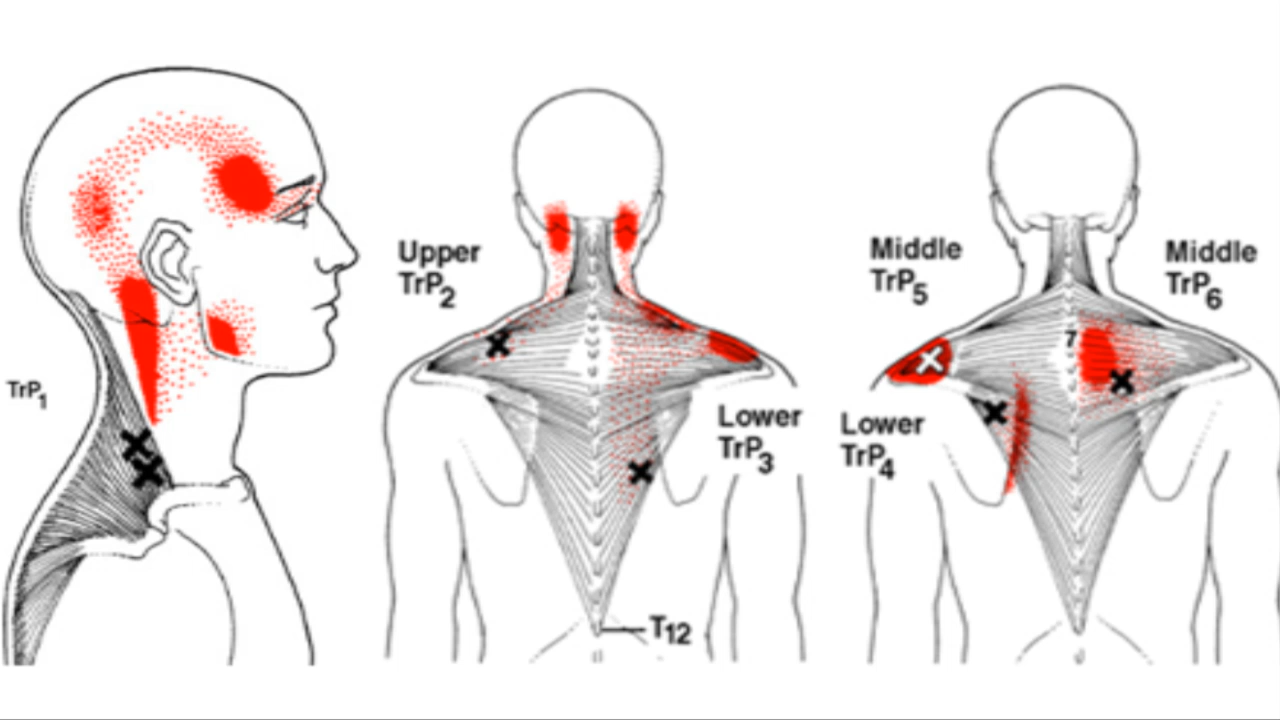 TrP1
Upper
TrP2
Lower
TrP3
T12
Middle
TrP5
Lower
TrP4
7
Middle
TrP6